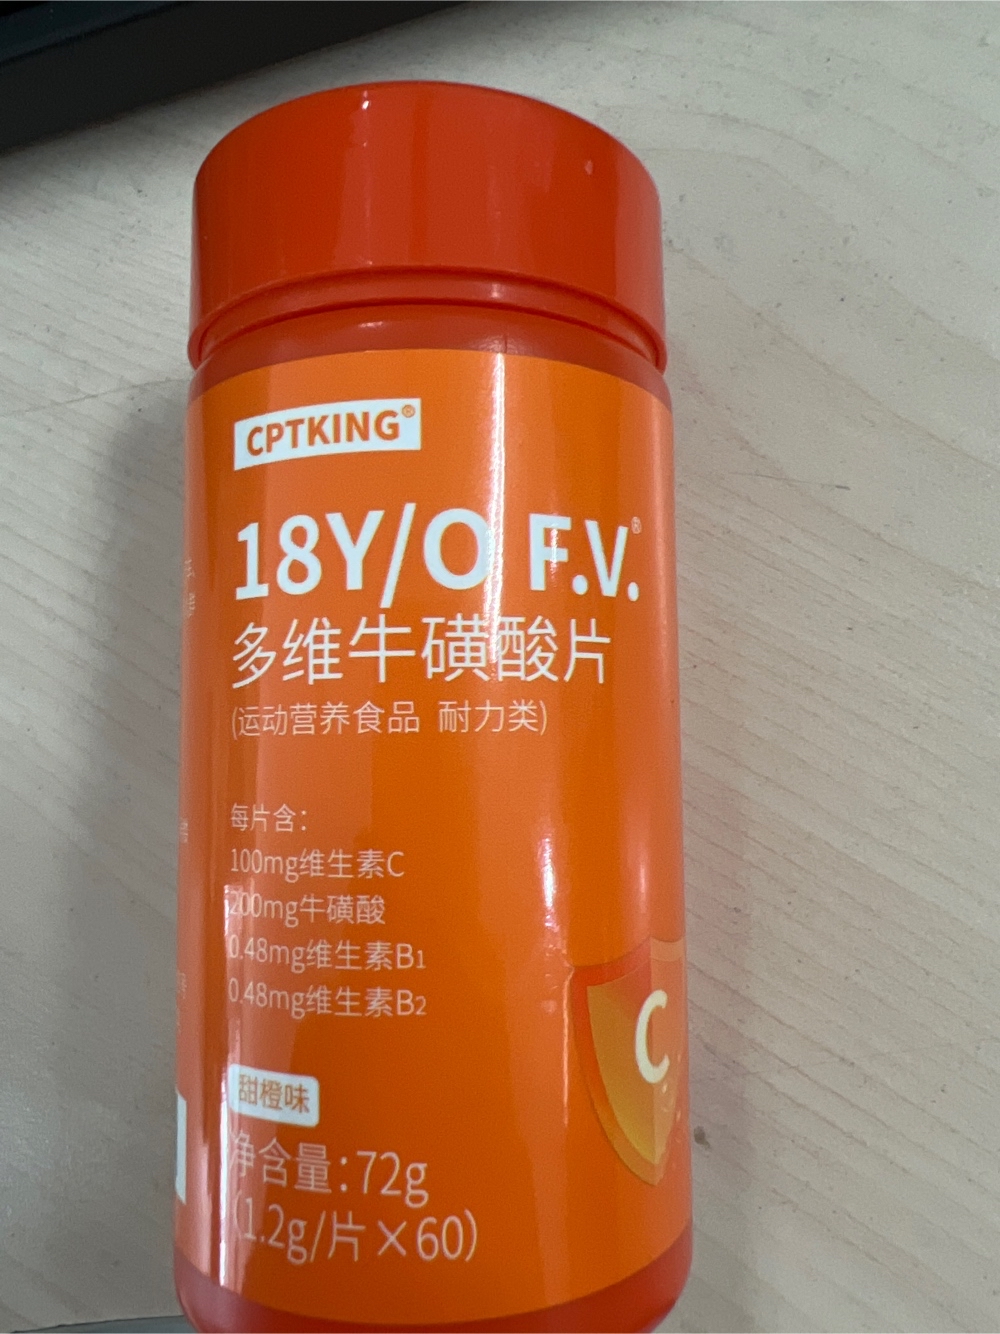 CPTKING®
18Y/O F.V.®
多维牛磺酸片
(运动营养食品 耐力类)
每片含:
100mg维生素C
200mg牛磺酸
0.48mg维生素B1
0.48mg维生素B2
C
甜橙味
净含量:72g
(1.2g/片×60)